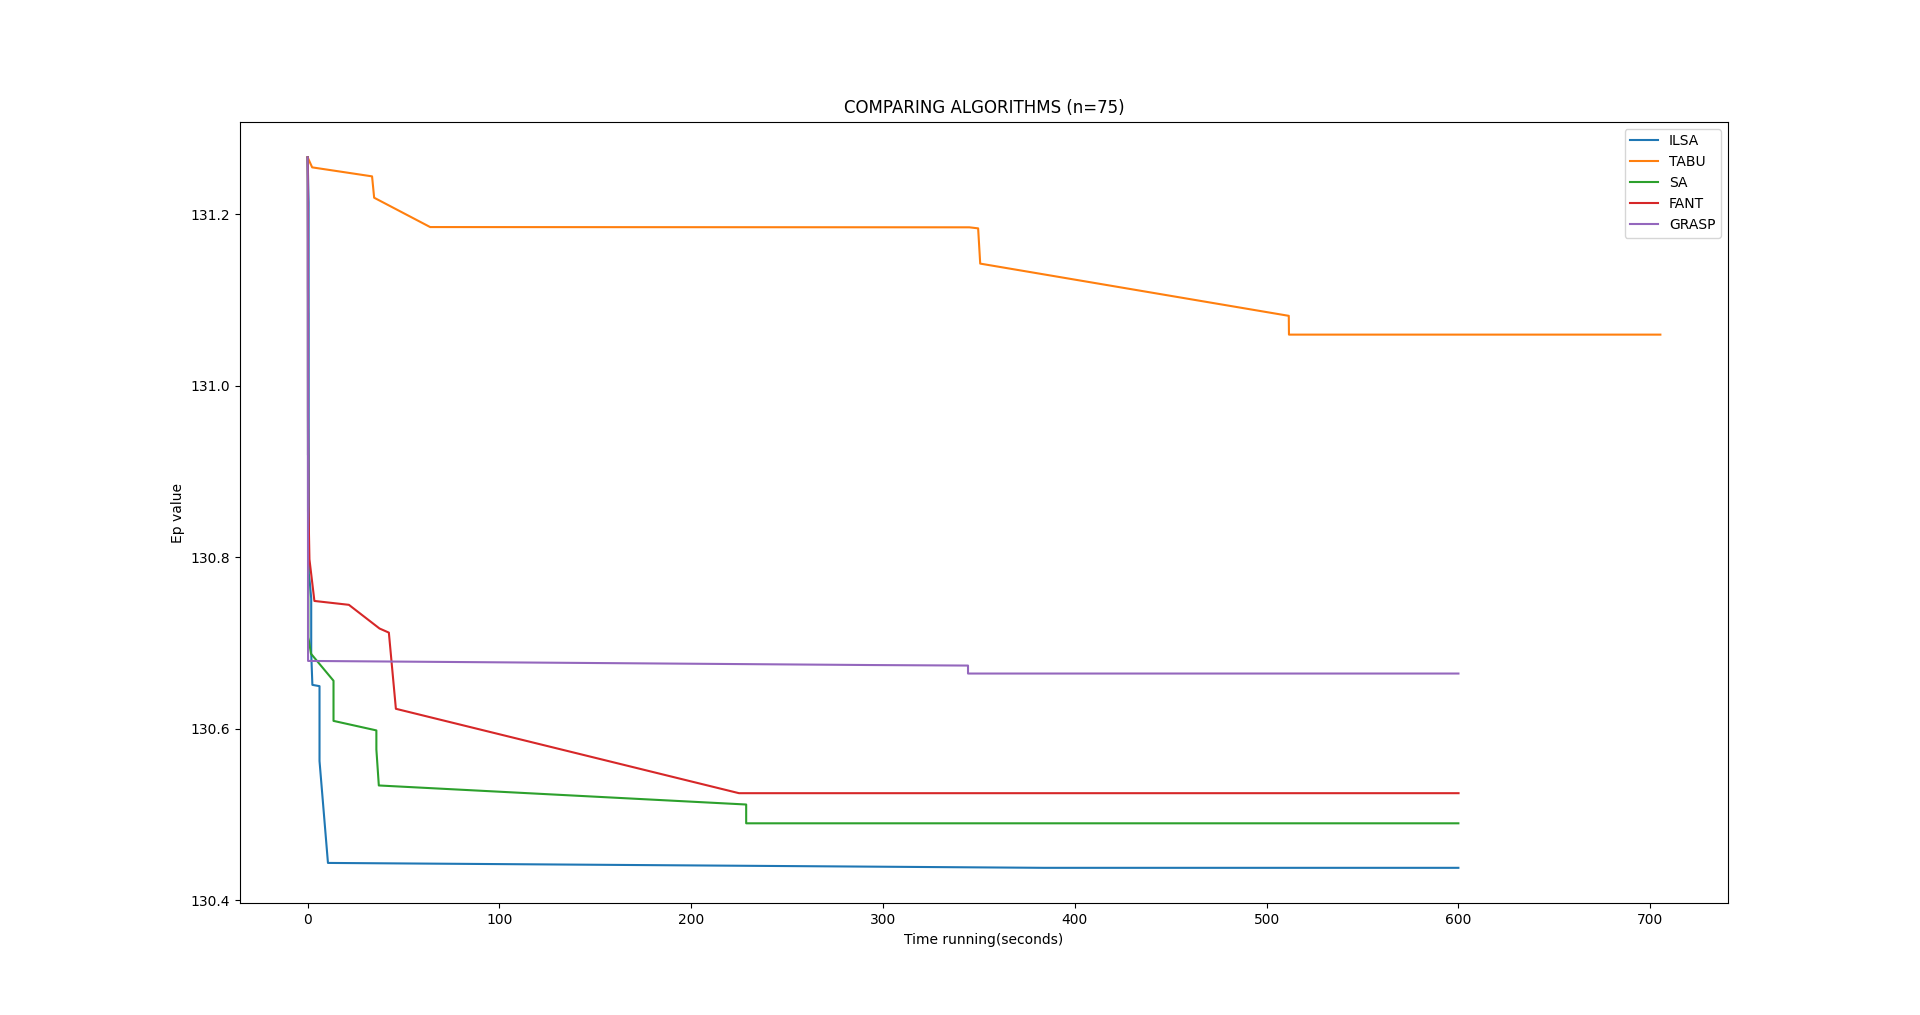 COMPARING ALGORITHMS (n=75)
ILSA
TABU
SA
FANT
GRASP
131.2
131.0
130.8
130.6
130.4
Ep value
0 100 200 300 400 500 600 700
Time running(seconds)